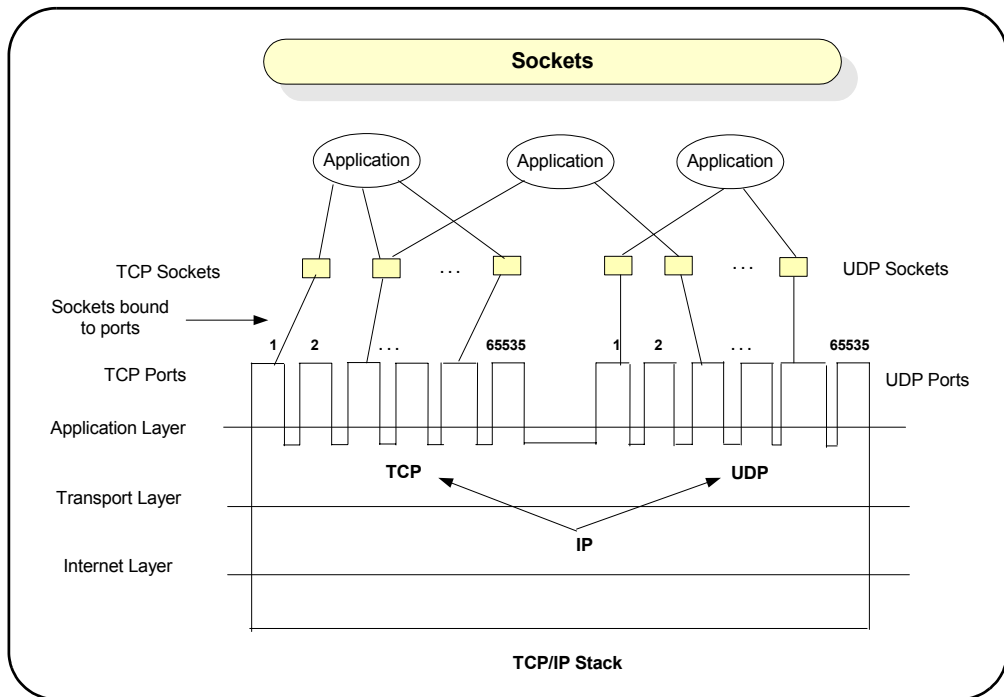 Sockets
Application
Application
Application
TCP Sockets
. . .
. . .
UDP Sockets
Sockets bound
to ports
1
2
. . .
65535
1
2
. . .
65535
TCP Ports
UDP Ports
Application Layer
TCP
UDP
Transport Layer
IP
Internet Layer
TCP/IP Stack